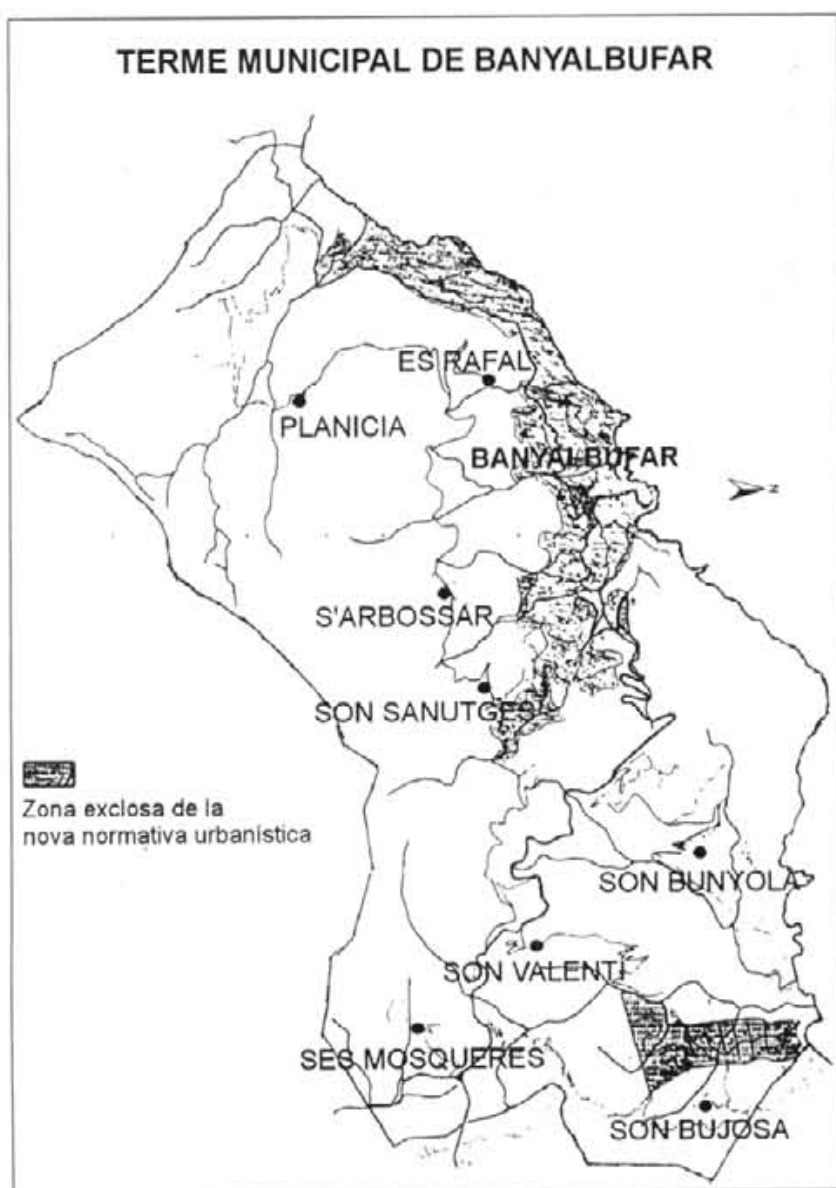 TERME MUNICIPAL DE BANYALBUFAR
ES RAFAL
PLANICIA
BANYALBUFAR
N
S'ARBOSSAR
SON SANUTGES
Zona exclosa de la
nova normativa urbanística
SON BUNYOLA
SON VALENTÍ
SES MOSQUERES
SON BUJOSA